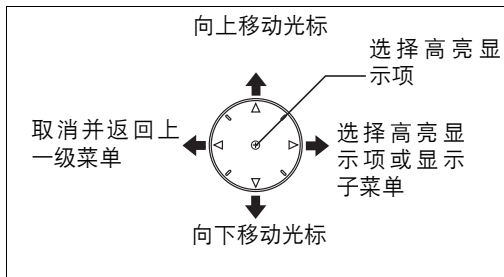 向上移动光标
选择高亮显
示项
取消并返回上
一级菜单
选择高亮显
示项或显示
子菜单
向下移动光标